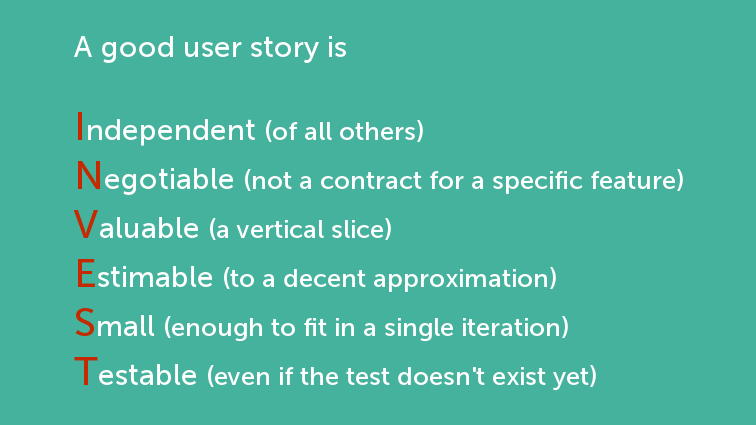 A good user story is
Independent (of all others)
Negotiable (not a contract for a specific feature)
Valuable (a vertical slice)
Estimable (to a decent approximation)
Small (enough to fit in a single iteration)
Testable (even if the test doesn't exist yet)